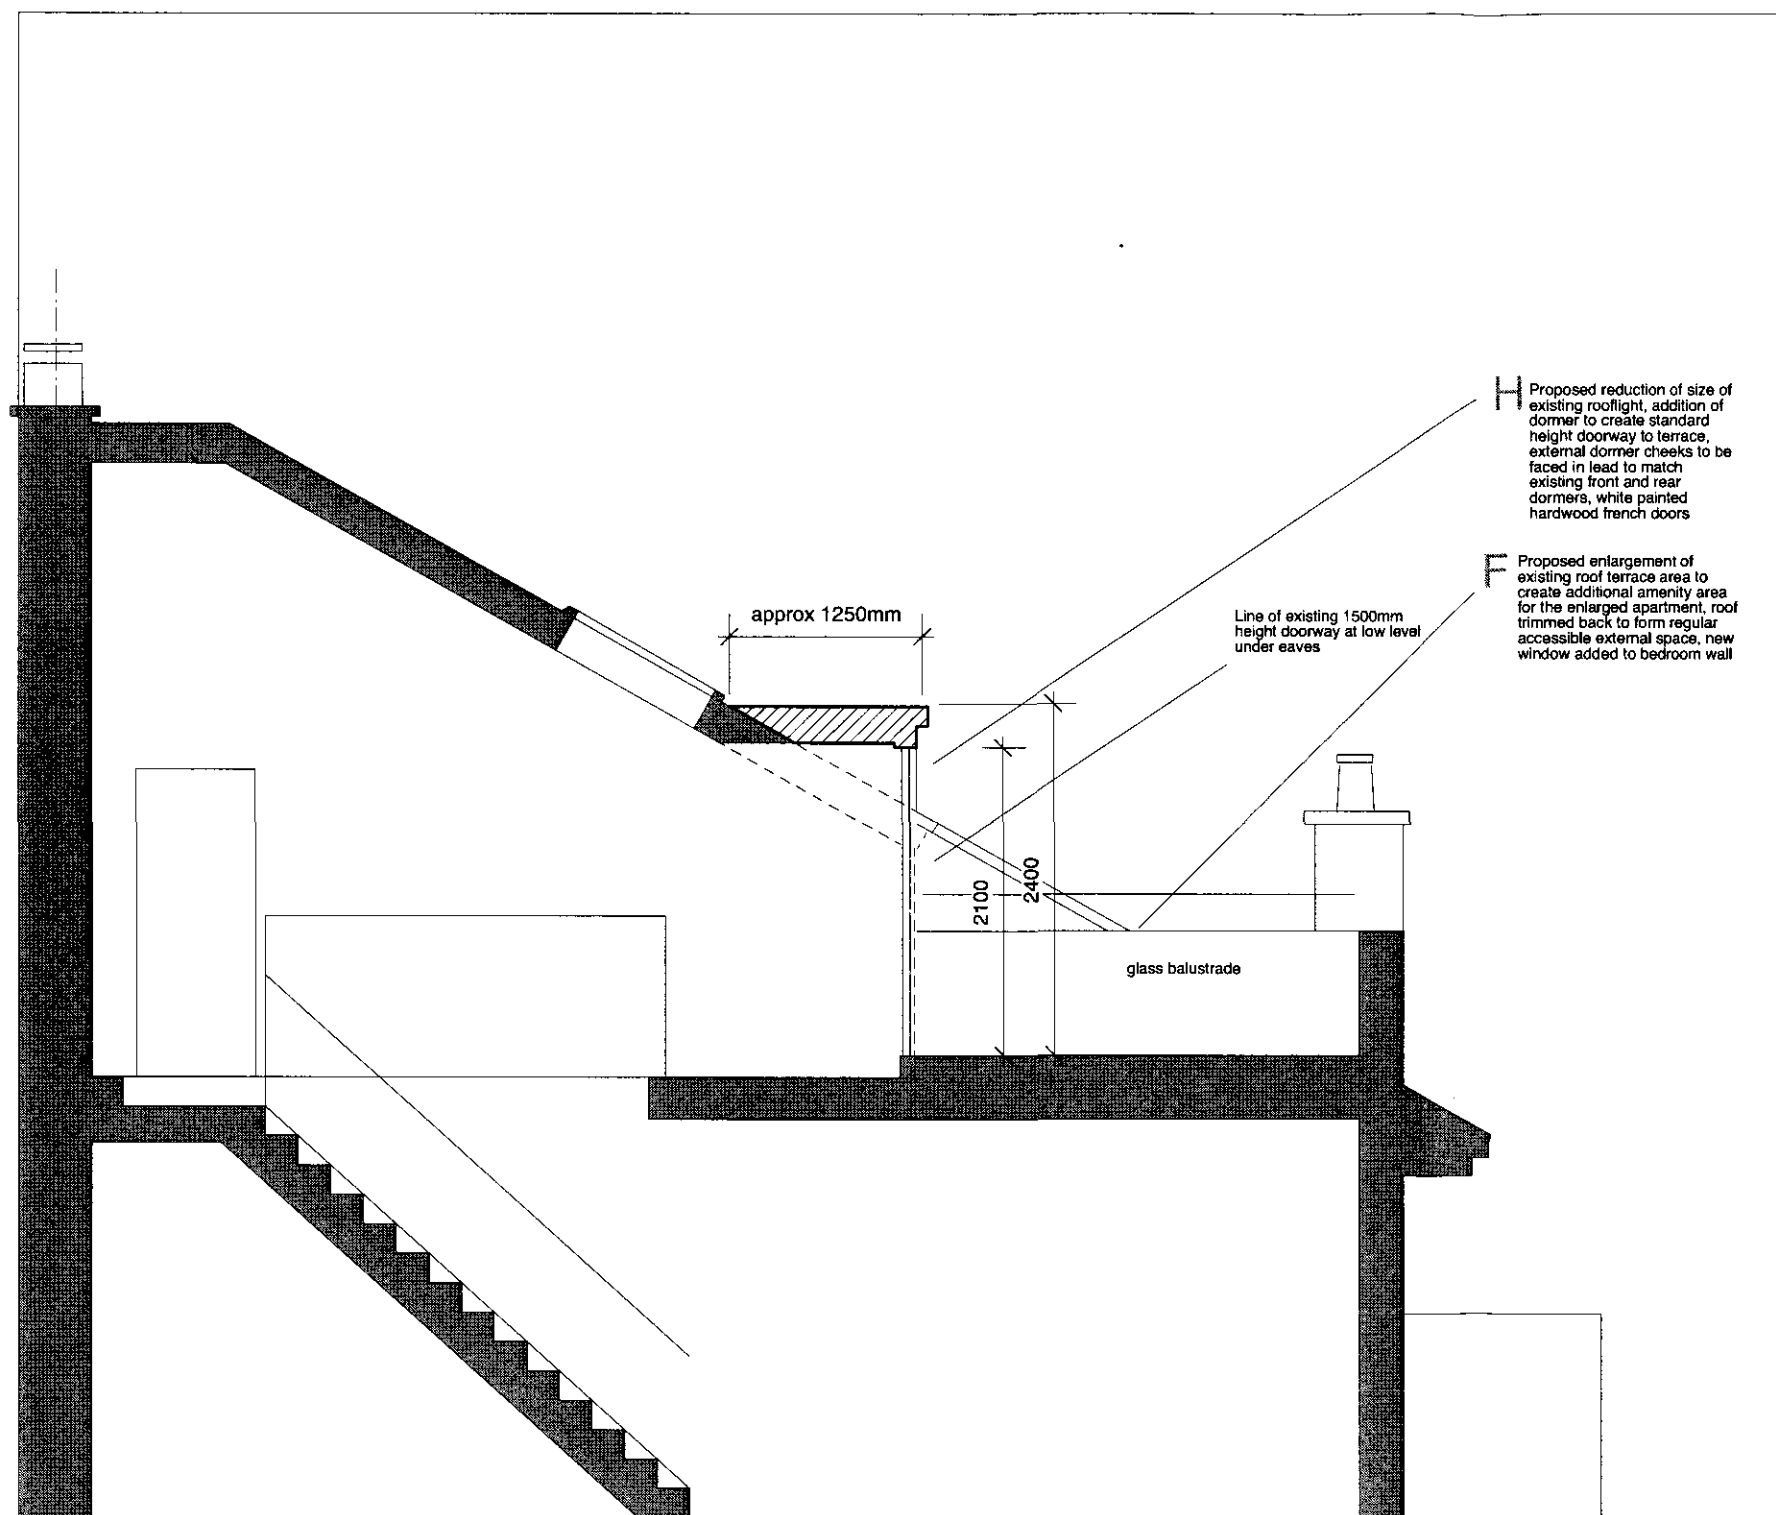 H
Proposed reduction of size of
existing rooflight, addition of
dormer to create standard
height doorway to terrace,
external dormer cheeks to be
faced in lead to match
existing front and rear
dormers, white painted
hardwood french doors
F
Proposed enlargement of
existing roof terrace area to
create additional amenity area
for the enlarged apartment, roof
trimmed back to form regular
accessible external space, new
window added to bedroom wall
approx 1250mm
Line of existing 1500mm
height doorway at low level
under eaves
2100
2400
glass balustrade